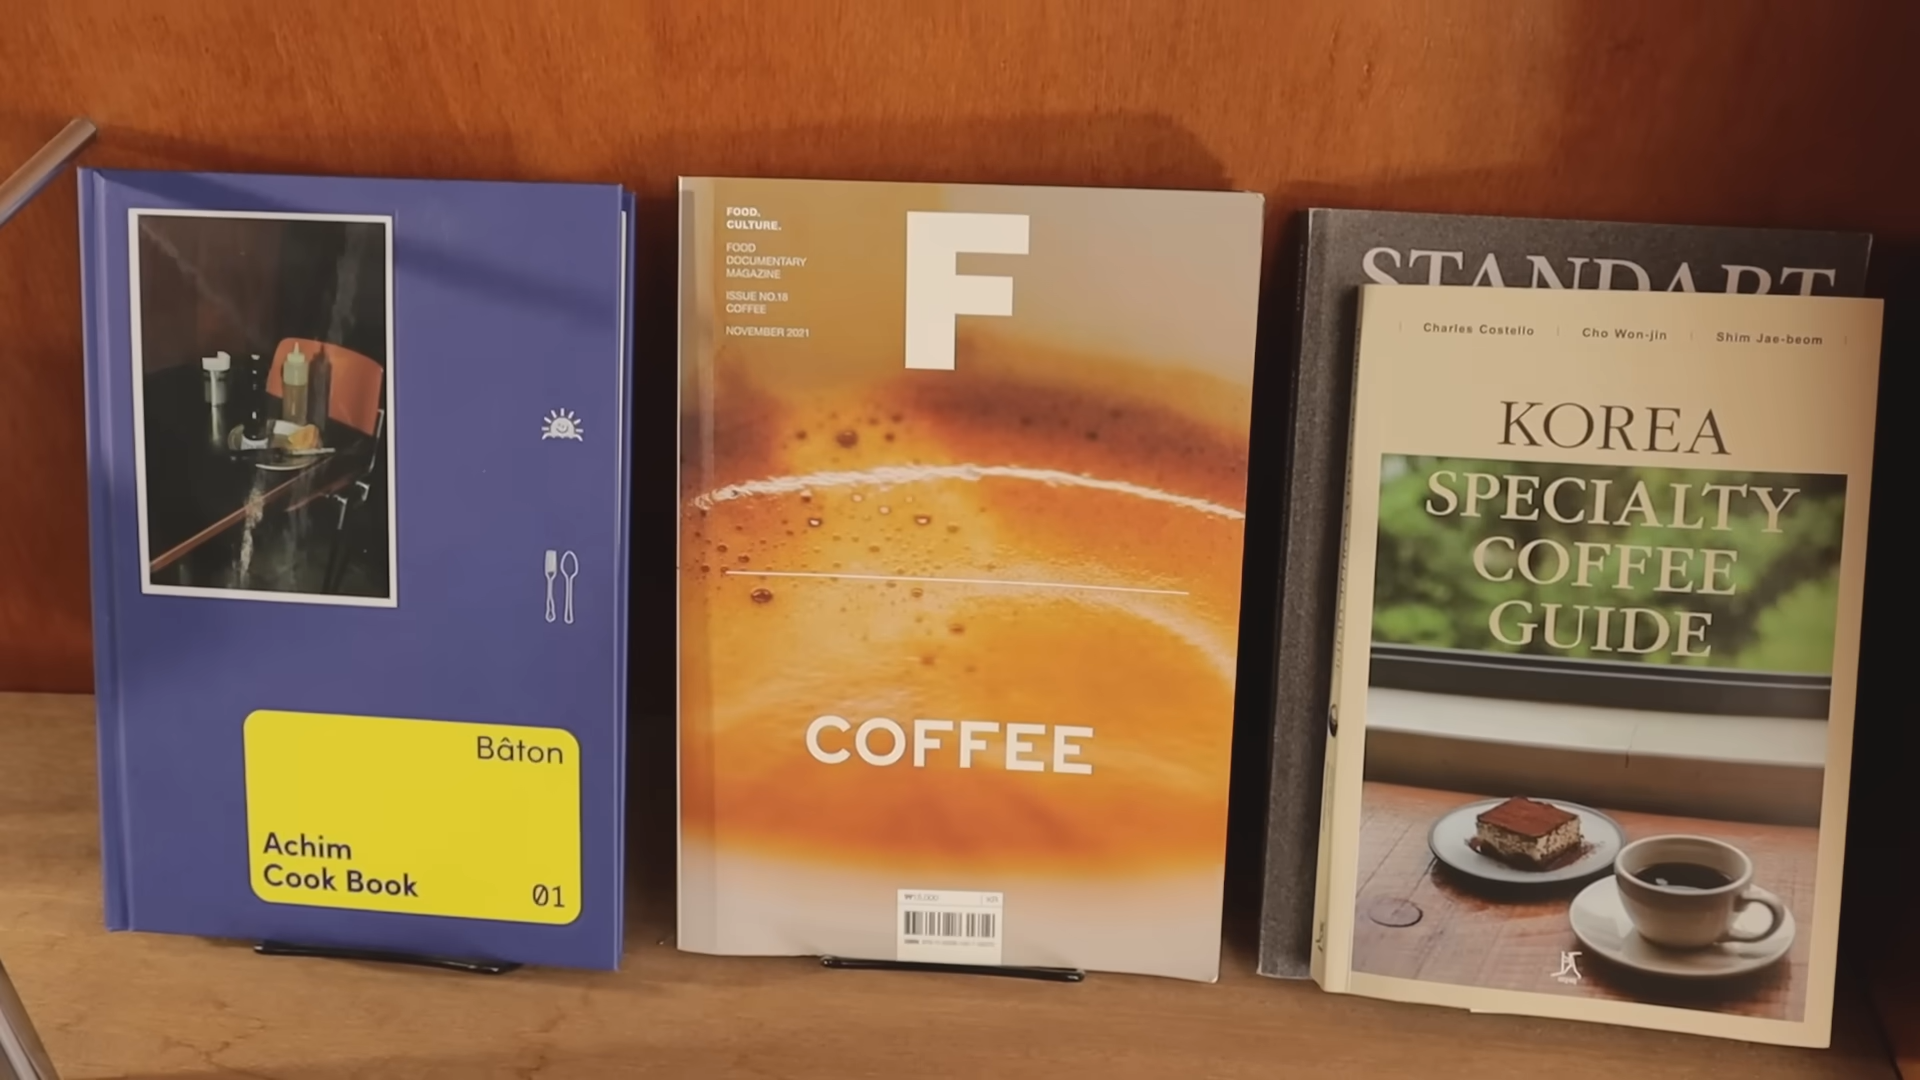 Bâton
Achim
Cook Book
01
FOOD.
CULTURE.
FOOD
DOCUMENTARY
MAGAZINE
ISSUE NO.18
COFFEE
NOVEMBER 2021
F
COFFEE
STANDART
Charles Costello
Cho Won-jin
Shim Jae-beom
KOREA
SPECIALTY
COFFEE
GUIDE